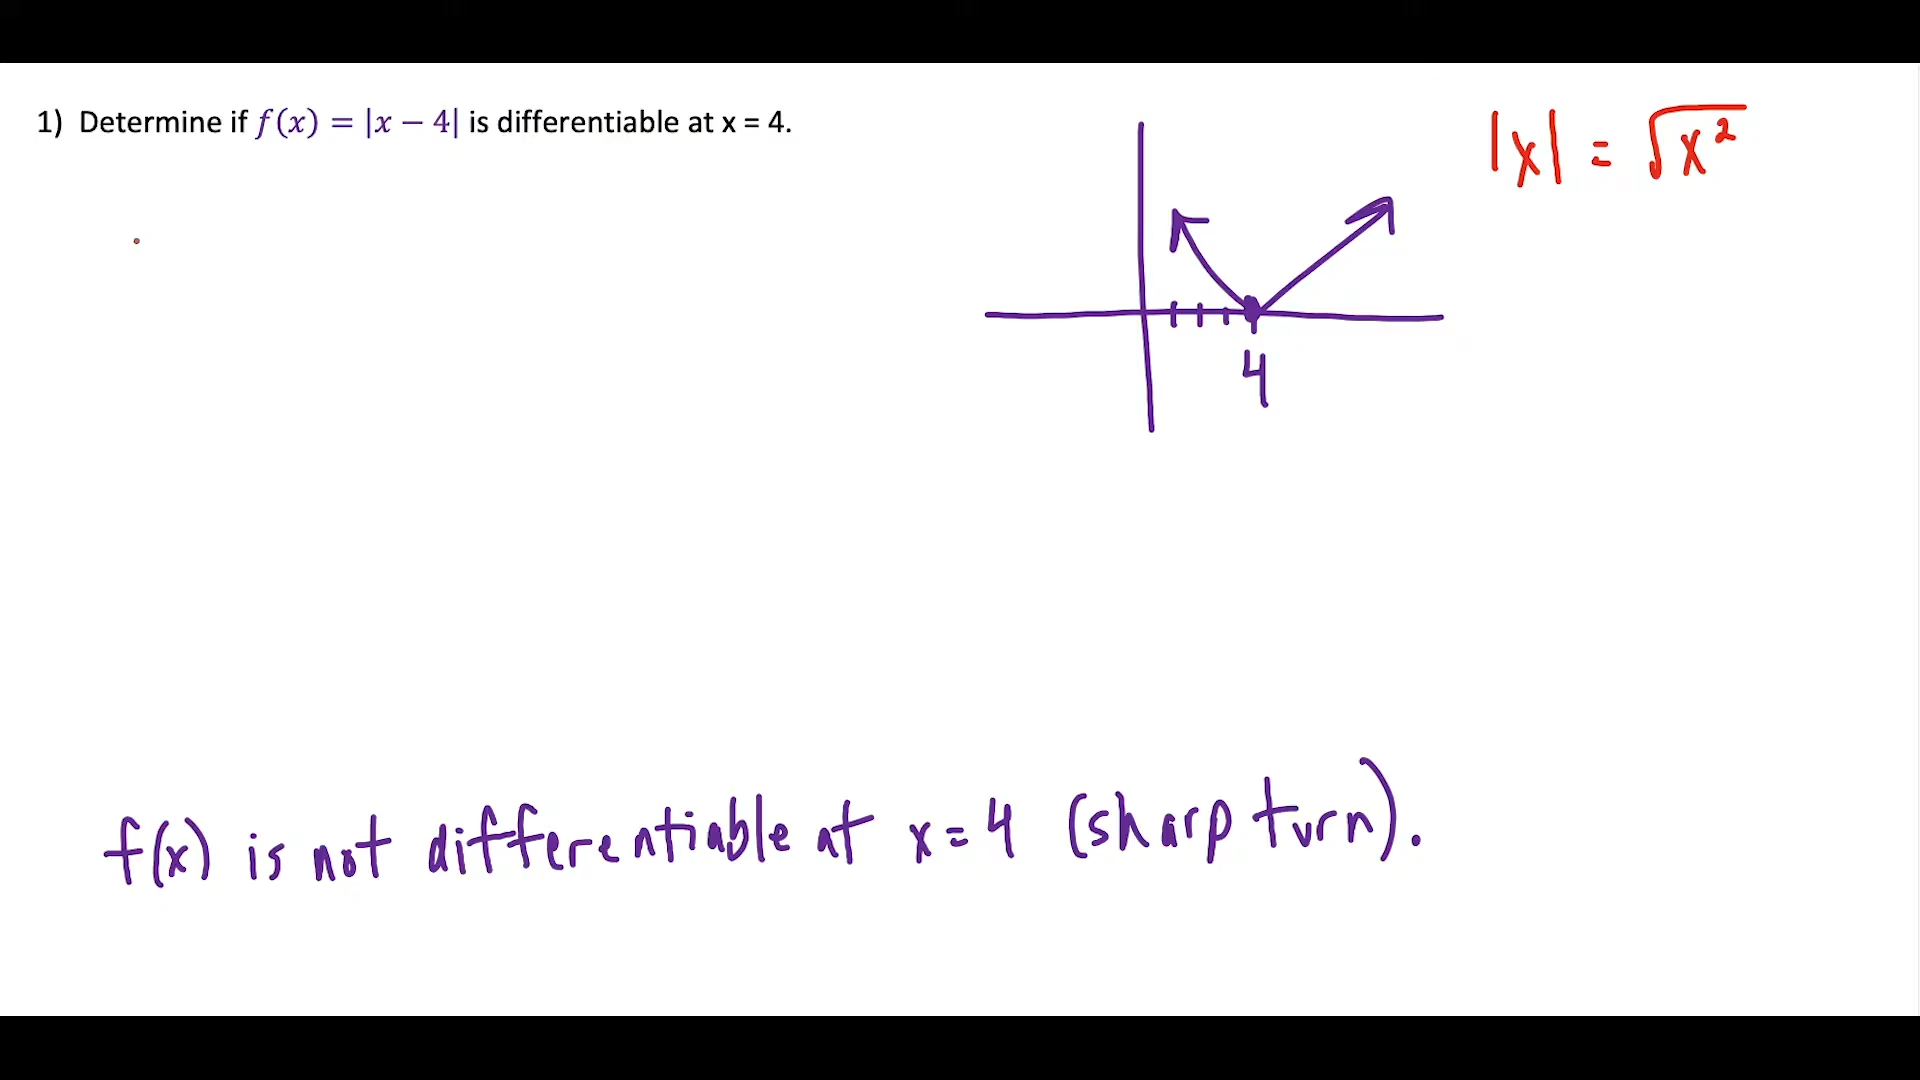 1) Determine if f(x) = |x − 4| is differentiable at x = 4.
|x| = √x²
4
f(x) is not differentiable at x = 4 (sharp turn).